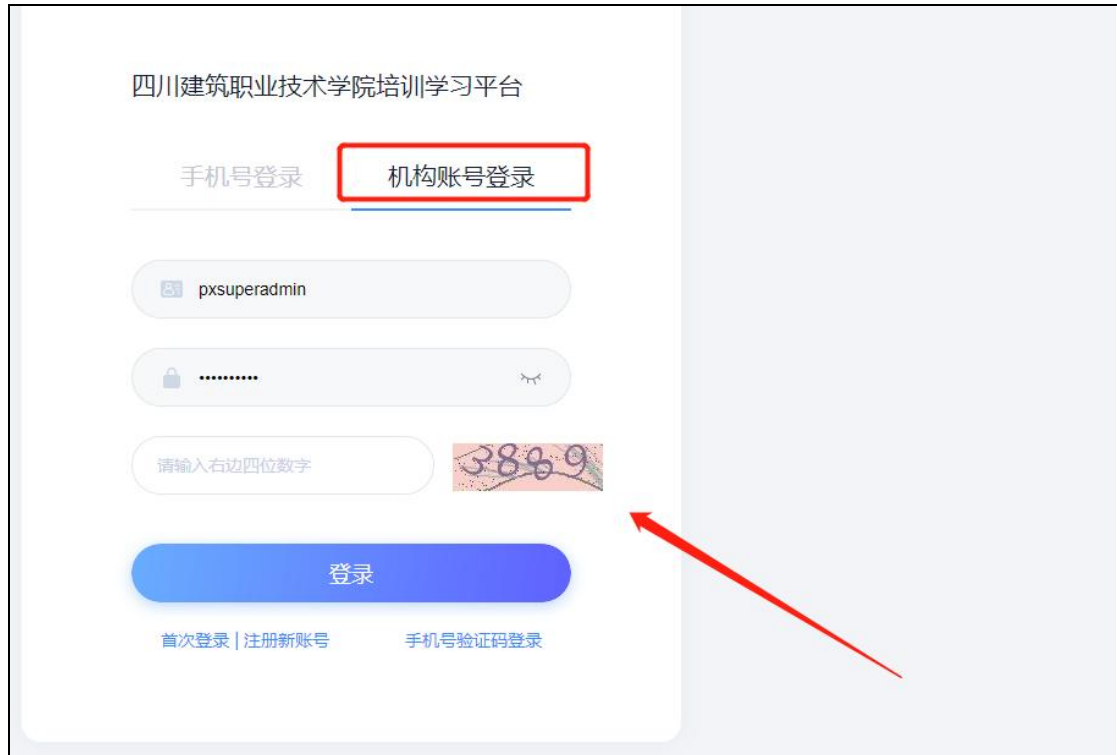 四川建筑职业技术学院培训学习平台
手机号登录 机构账号登录
pxsuperadmin
••••••••••
请输入右边四位数字 3889
登录
首次登录 | 注册新账号 手机号验证码登录